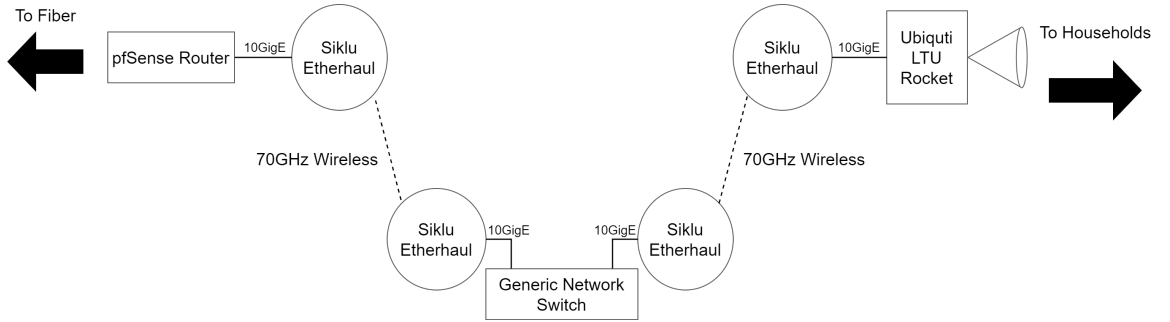 To Fiber
pfSense Router
10GigE
Siklu
Etherhaul
70GHz Wireless
Siklu
Etherhaul
10GigE
Generic Network
Switch
10GigE
Siklu
Etherhaul
70GHz Wireless
Siklu
Etherhaul
10GigE
Ubiquti
LTU
Rocket
To Households